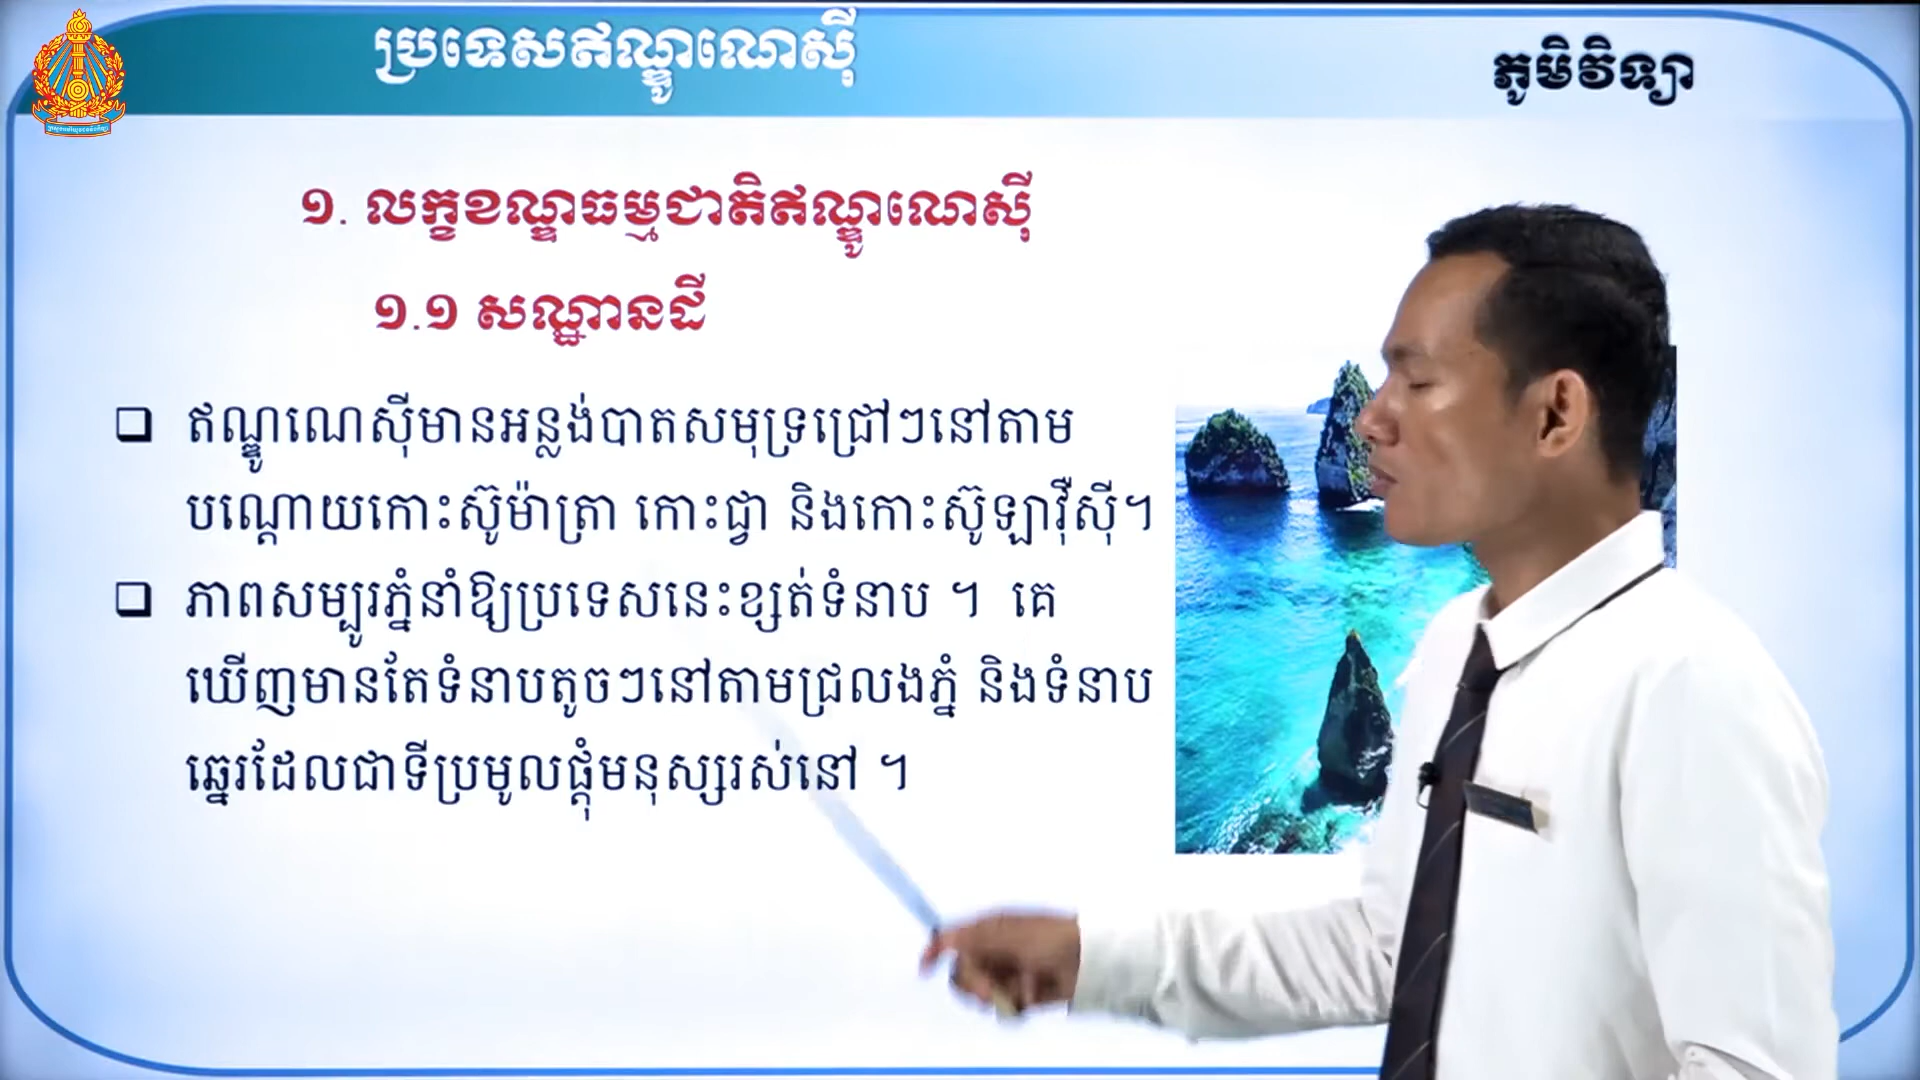 ប្រទេសឥណ្ឌូណេស៊ី
ភូមិវិទ្យា
១. លក្ខខណ្ឌធម្មជាតិឥណ្ឌូណេស៊ី
១.១ សណ្ឋានដី
❑ ឥណ្ឌូណេស៊ីមានអន្លង់បាតសមុទ្រជ្រៅៗនៅតាម
បណ្តោយកោះស៊ូម៉ាត្រា កោះជ្វា និងកោះស៊ូឡាវ៉ឺស៊ី។
❑ ភាពសម្បូរភ្នំនាំឱ្យប្រទេសនេះខ្សត់ទំនាប ។ គេ
ឃើញមានតែទំនាបតូចៗនៅតាមជ្រលងភ្នំ និងទំនាប
ឆ្នេរដែលជាទីប្រមូលផ្តុំមនុស្សរស់នៅ ។